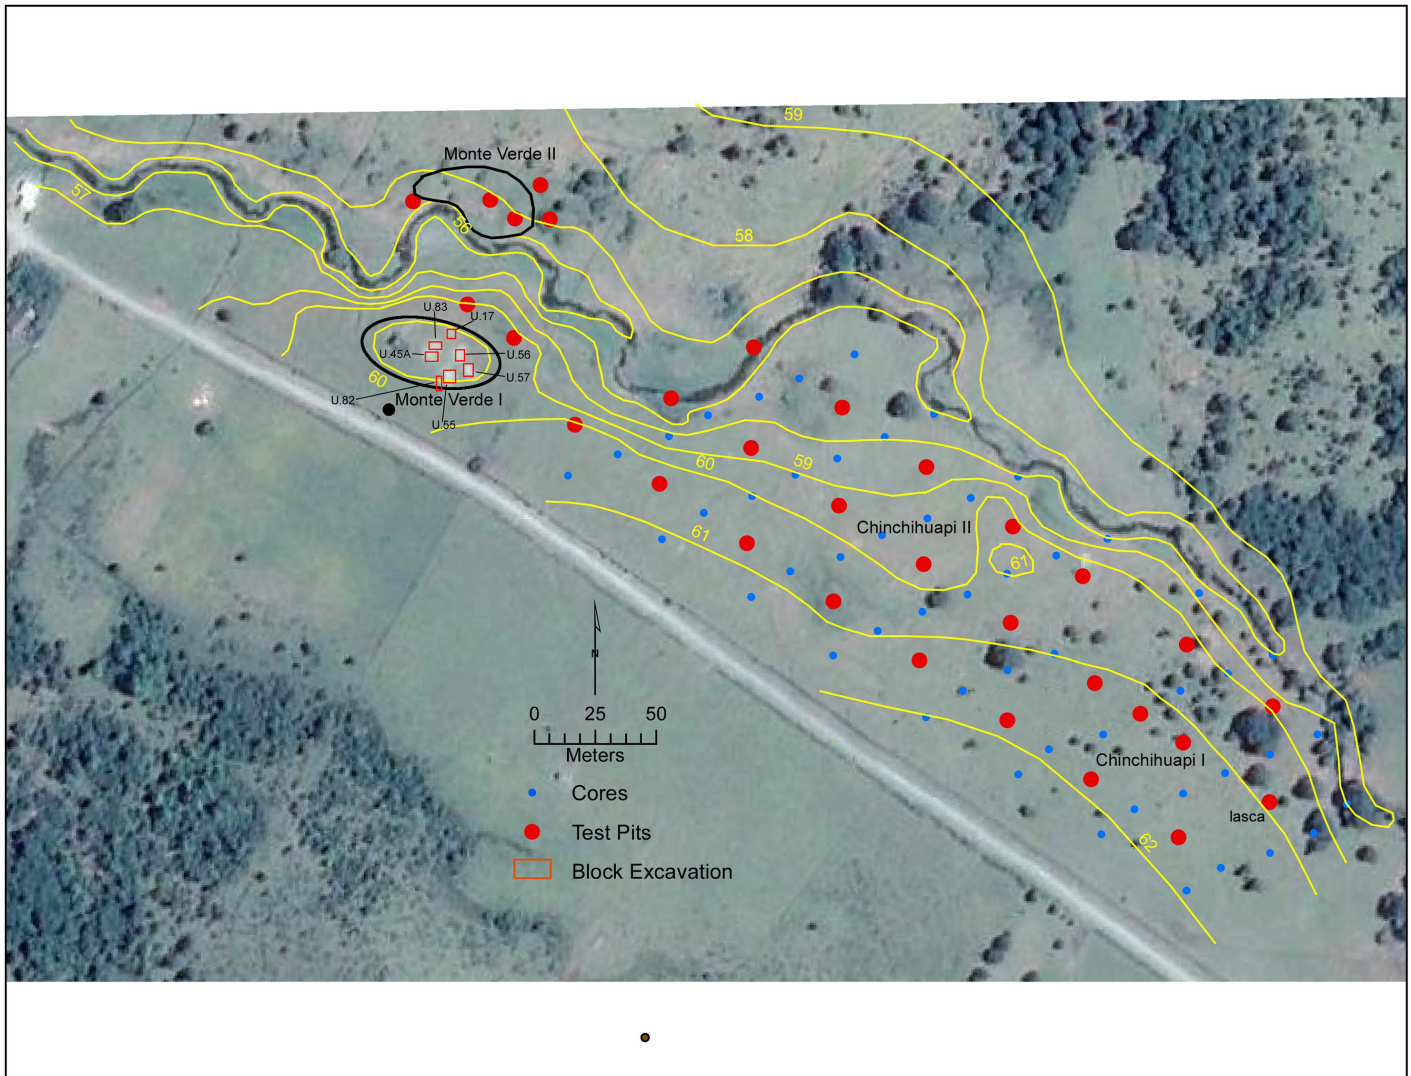 59
Monte Verde II
57
56
58
U.83
U.17
U.45A
U.56
U.57
60
U.82
Monte Verde I
U.55
60
59
Chinchihuapi II
61
61
N
0 25 50
Meters
Chinchihuapi I
Cores
lasca
Test Pits
62
Block Excavation